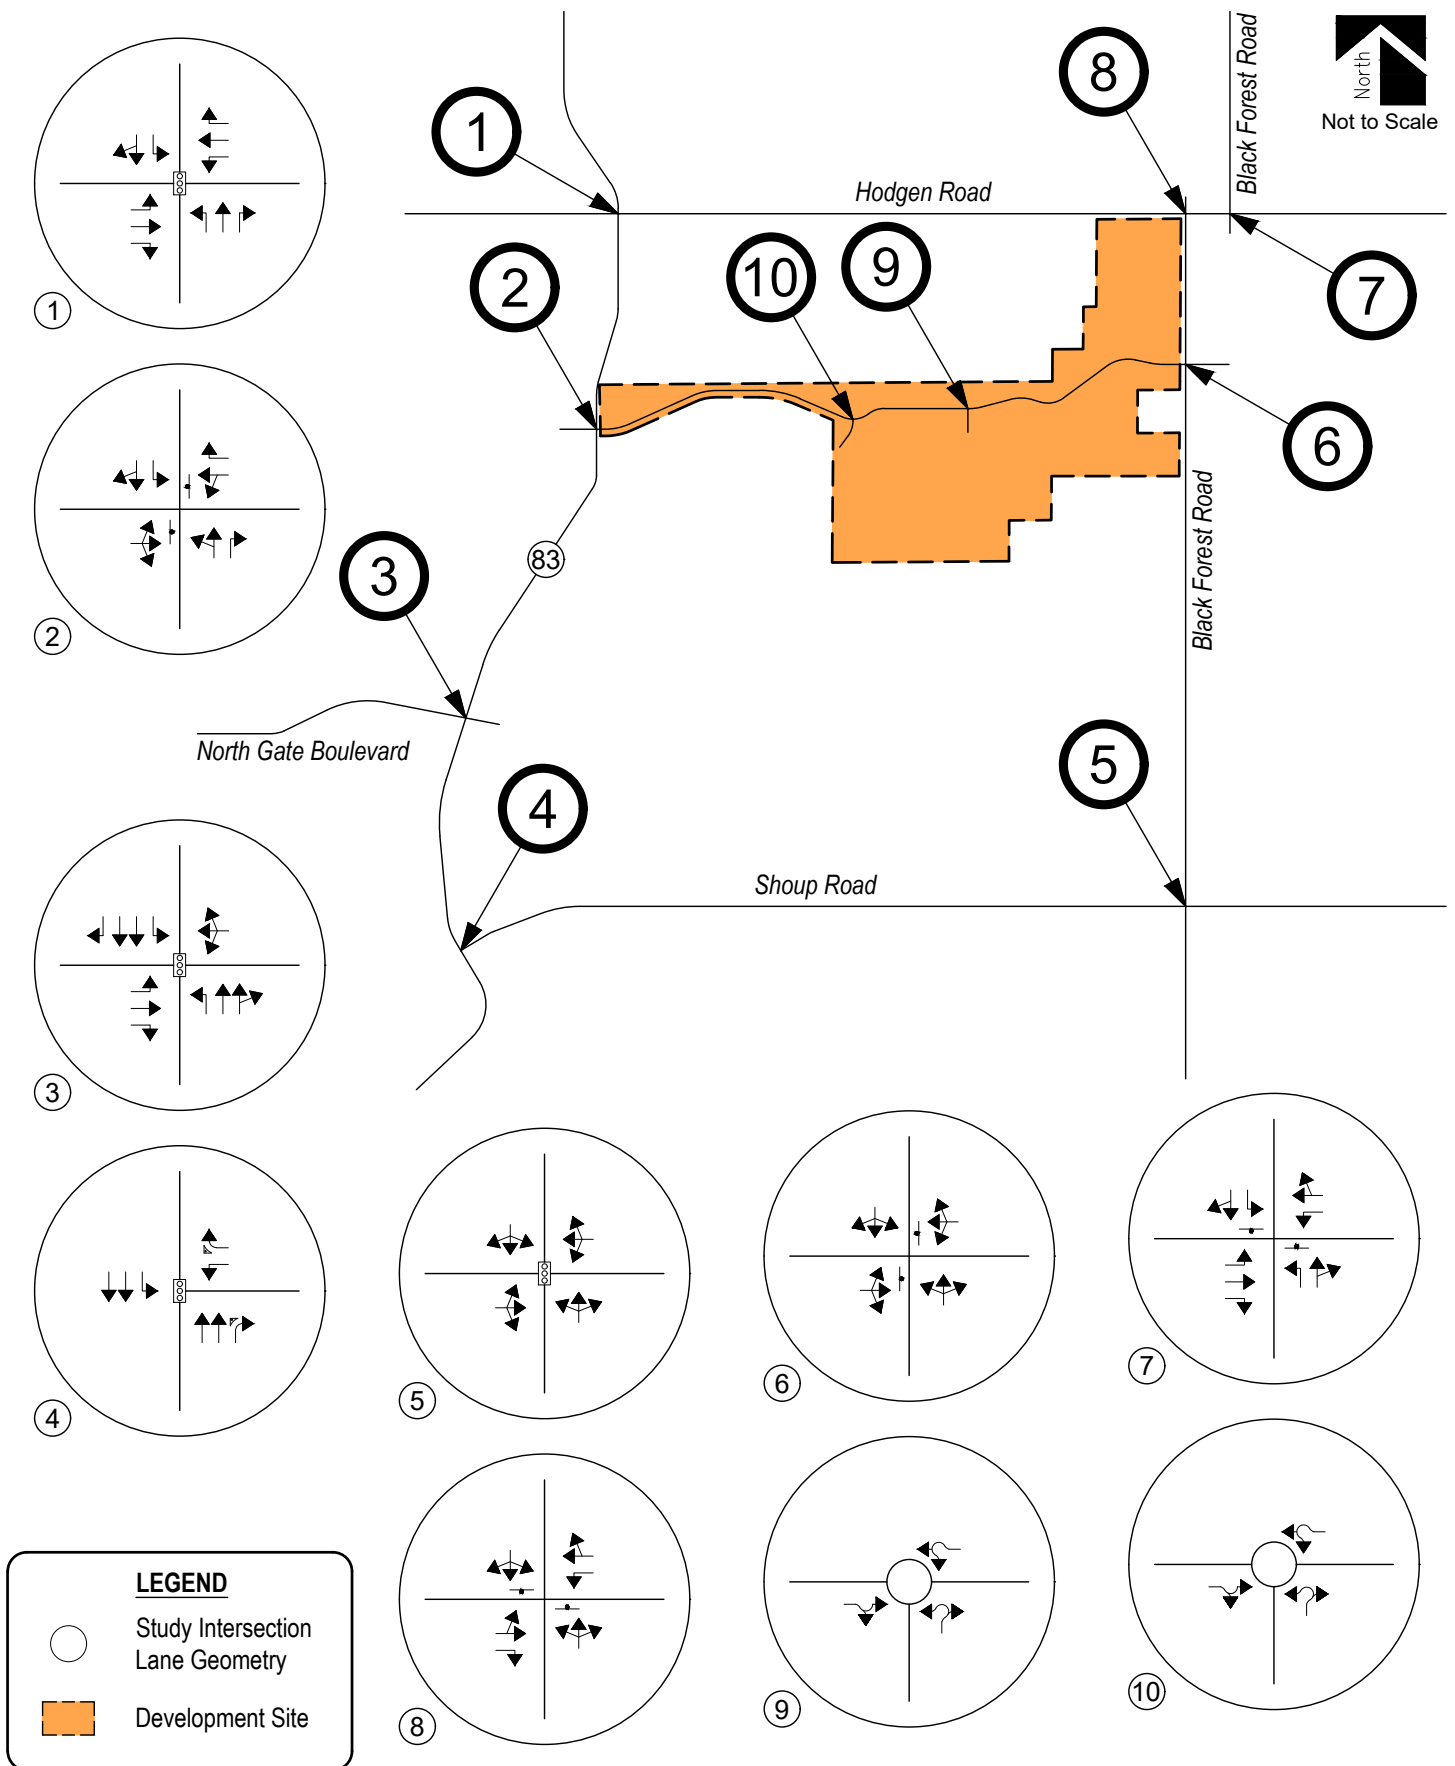 Black Forest Road
North
Not to Scale
8
1
Hodgen Road
9
10
2
7
1
6
3
83
Black Forest Road
2
North Gate Boulevard
5
4
Shoup Road
3
4
5
6
7
LEGEND
Study Intersection
Lane Geometry
Development Site
8
9
10